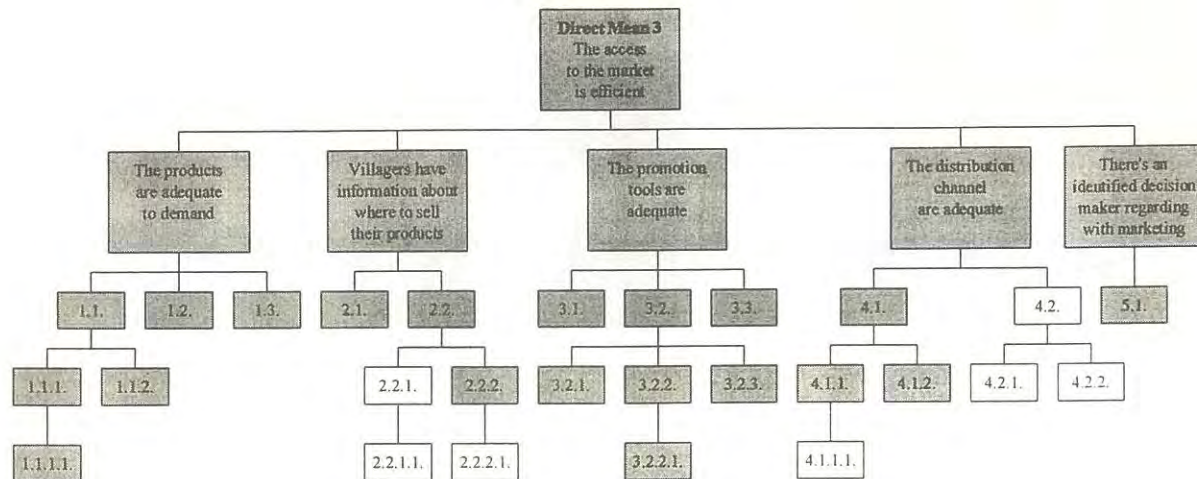 Direct Mean 3
The access
to the market
is efficient
The products
are adequate
to demand
Villagers have
information about
where to sell
their products
The promotion
tools are
adequate
The distribution
channel
are adequate
There's an
identified decision
maker regarding
with marketing
1.1.
1.2.
1.3.
2.1.
2.2.
3.1.
3.2.
3.3.
4.1.
4.2.
5.1.
1.1.1.
1.1.2.
2.2.1.
2.2.2.
3.2.1.
3.2.2.
3.2.3.
4.1.1.
4.1.2.
4.2.1.
4.2.2.
1.1.1.1.
2.2.1.1.
2.2.2.1.
3.2.2.1.
4.1.1.1.